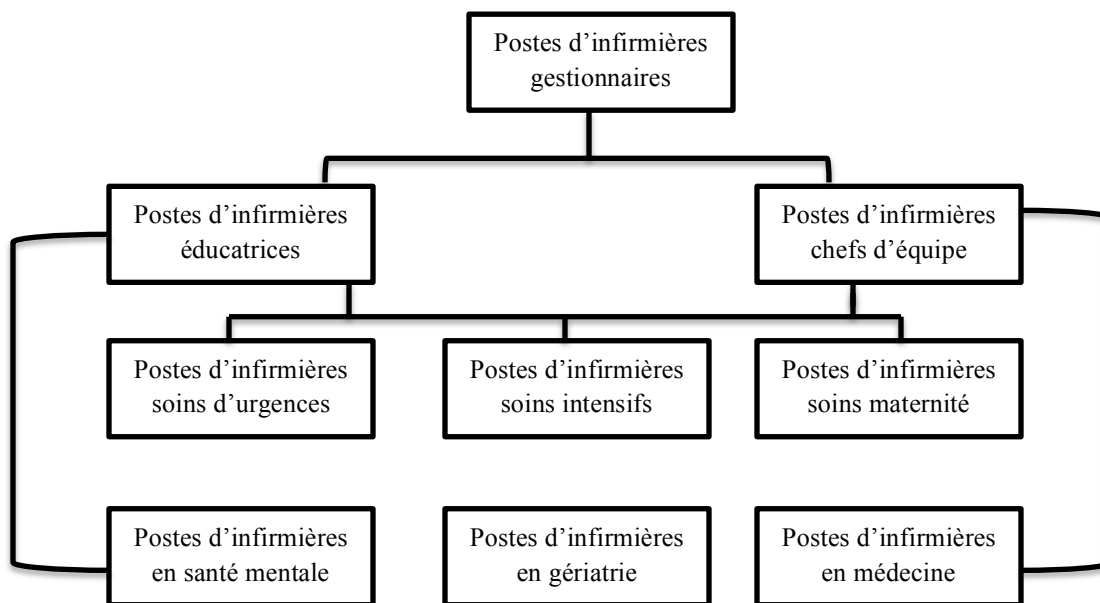 Postes d’infirmières
gestionnaires
Postes d’infirmières
éducatrices
Postes d’infirmières
chefs d’équipe
Postes d’infirmières
soins d’urgences
Postes d’infirmières
soins intensifs
Postes d’infirmières
soins maternité
Postes d’infirmières
en santé mentale
Postes d’infirmières
en gériatrie
Postes d’infirmières
en médecine